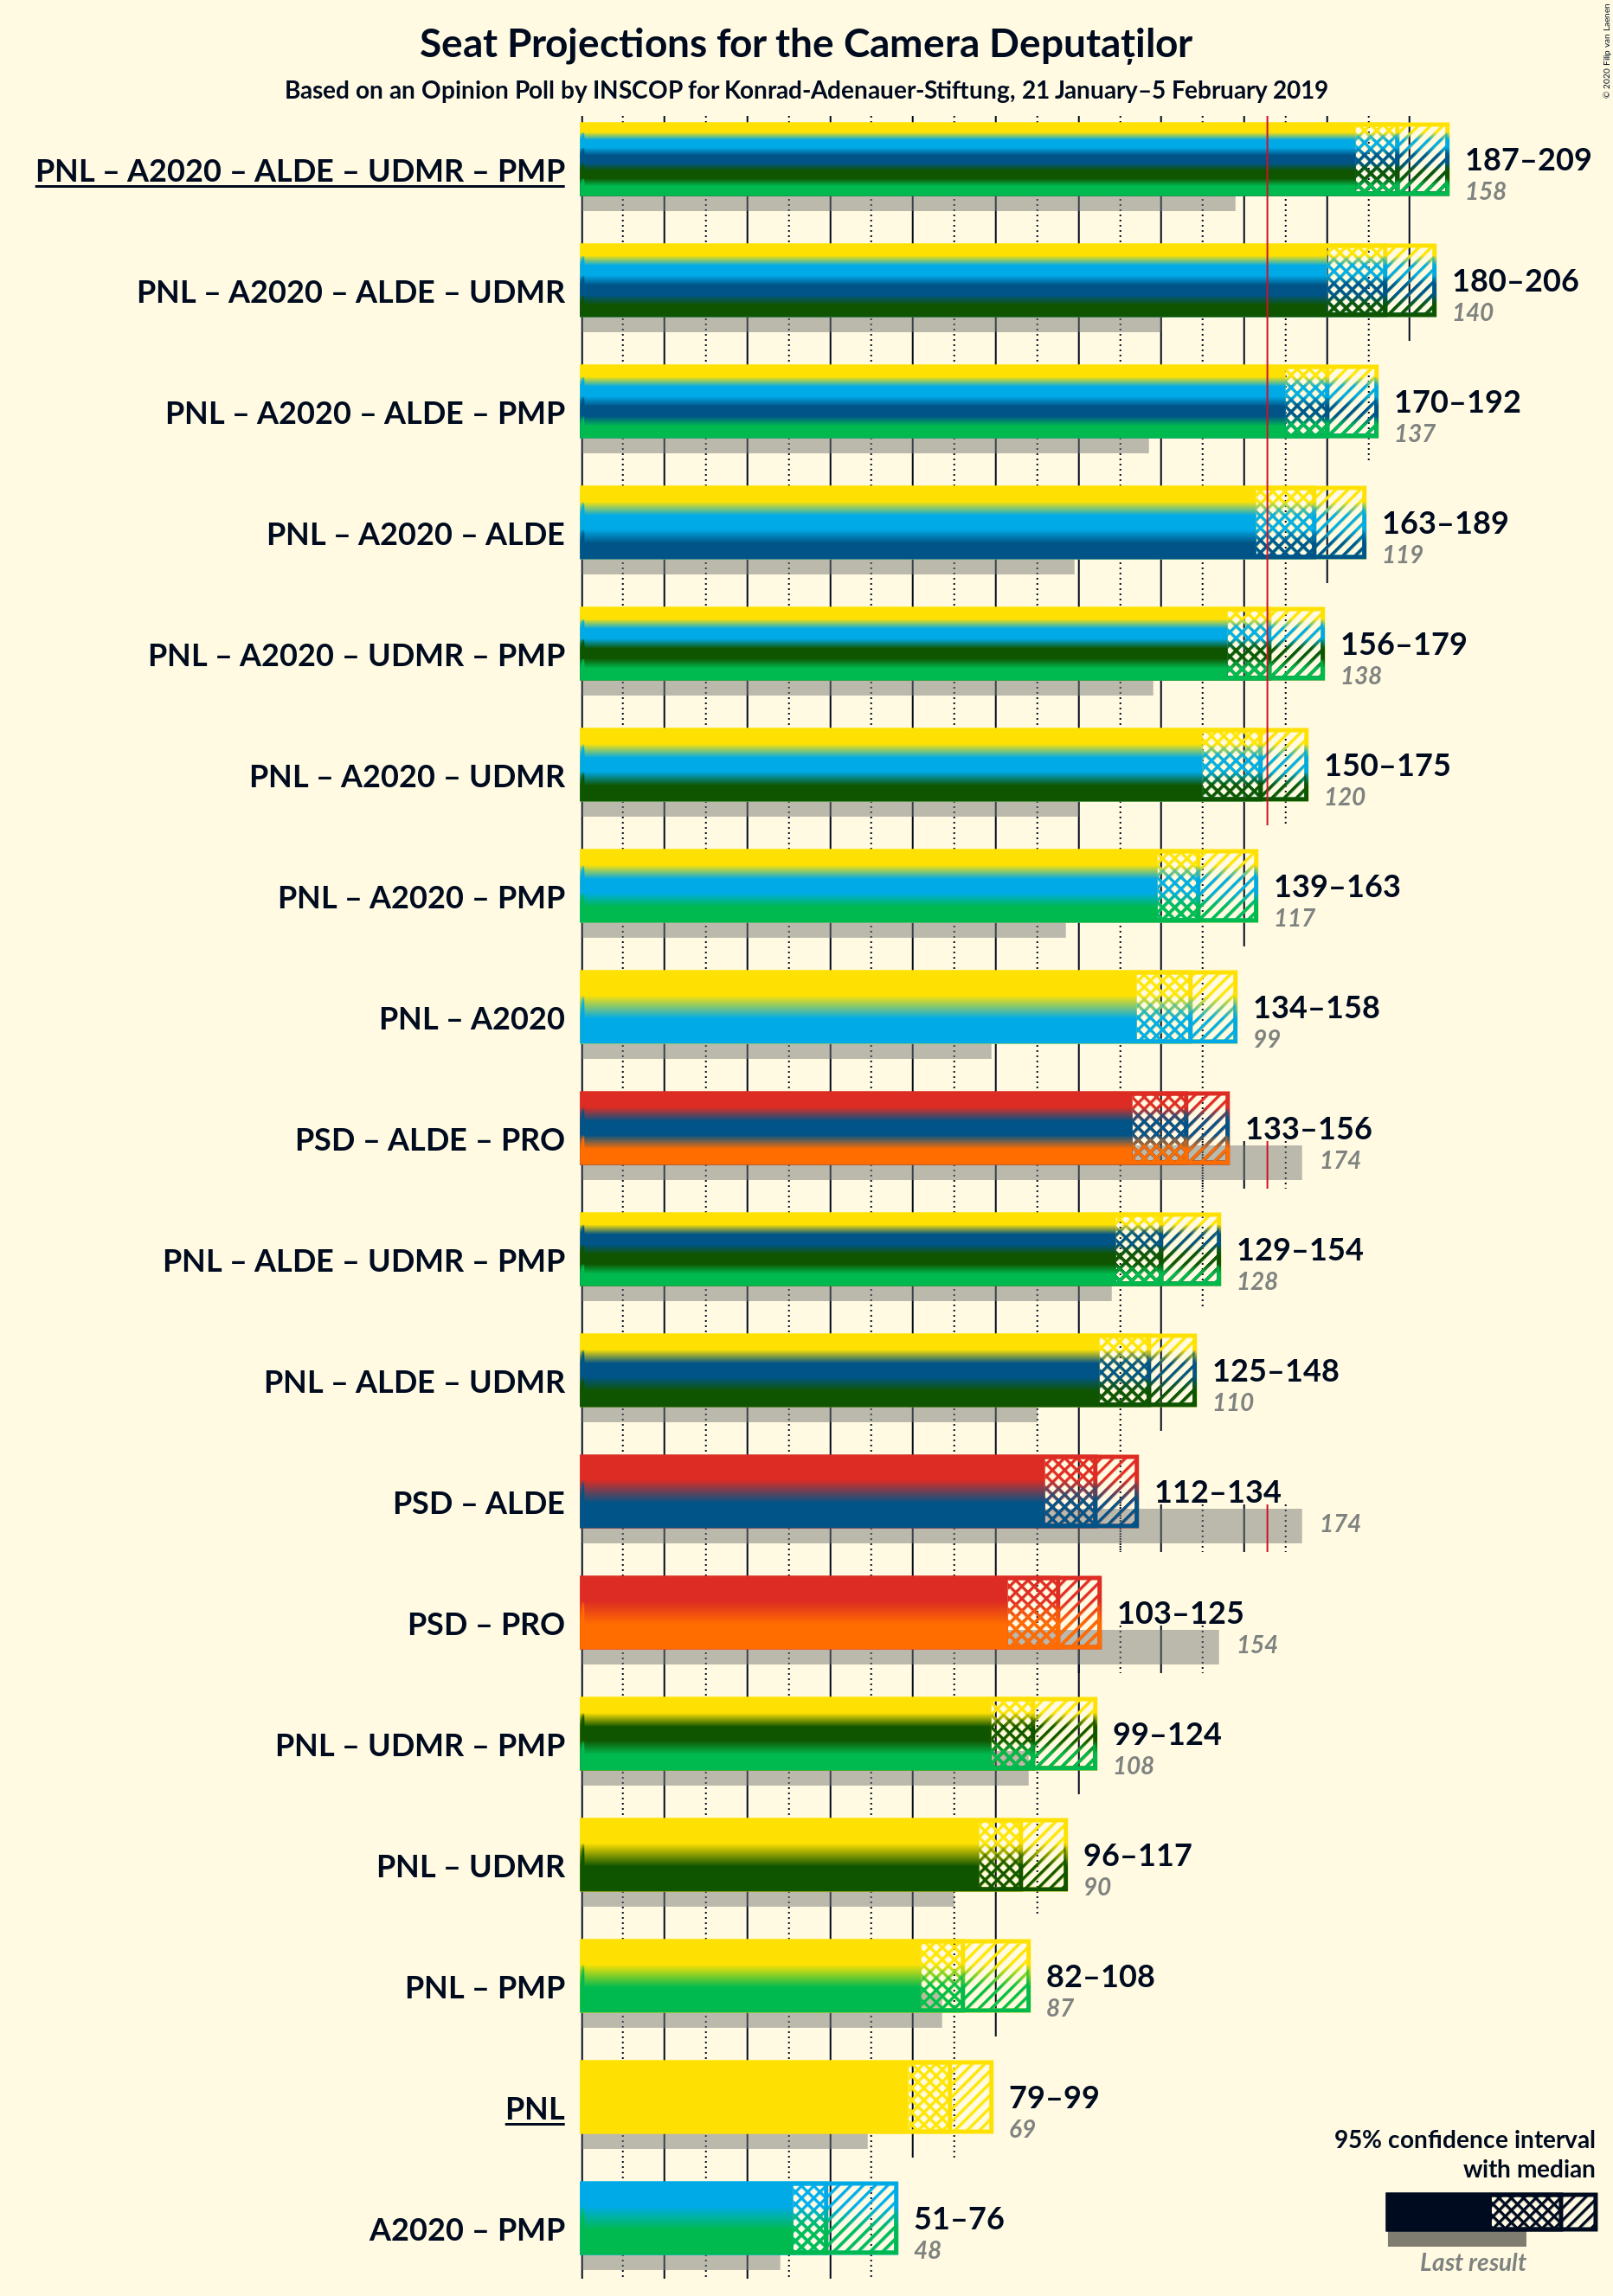 Seat Projections for the Camera Deputaților
Based on an Opinion Poll by INSCOP for Konrad-Adenauer-Stiftung, 21 January–5 February 2019
© 2020 Filip van Laenen
PNL – A2020 – ALDE – UDMR – PMP
187–209
158
PNL – A2020 – ALDE – UDMR
180–206
140
PNL – A2020 – ALDE – PMP
170–192
137
PNL – A2020 – ALDE
163–189
119
PNL – A2020 – UDMR – PMP
156–179
138
PNL – A2020 – UDMR
150–175
120
PNL – A2020 – PMP
139–163
117
PNL – A2020
134–158
99
PSD – ALDE – PRO
133–156
174
PNL – ALDE – UDMR – PMP
129–154
128
PNL – ALDE – UDMR
125–148
110
PSD – ALDE
112–134
174
PSD – PRO
103–125
154
PNL – UDMR – PMP
99–124
108
PNL – UDMR
96–117
90
PNL – PMP
82–108
87
PNL
79–99
69
A2020 – PMP
51–76
48
95% confidence interval
with median
Last result